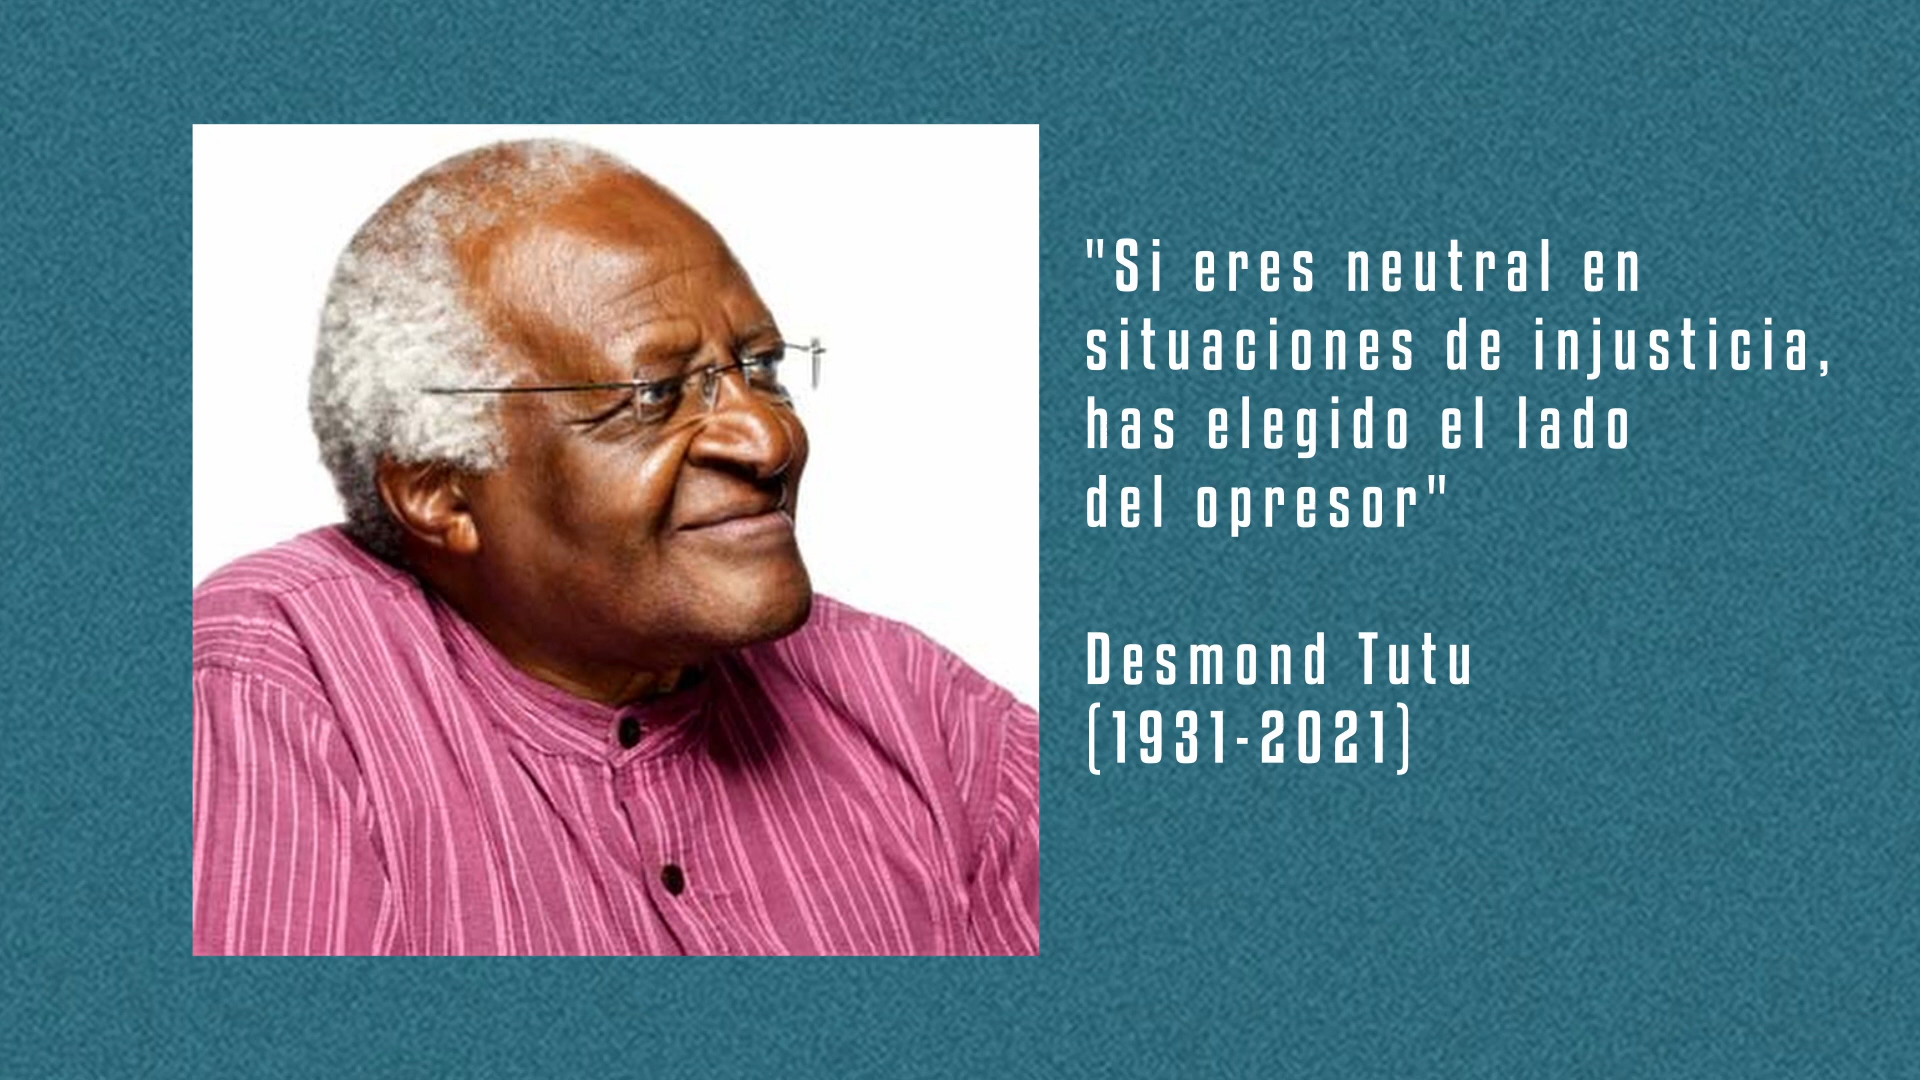 "Si eres neutral en
situaciones de injusticia,
has elegido el lado
del opresor"
Desmond Tutu
(1931-2021)